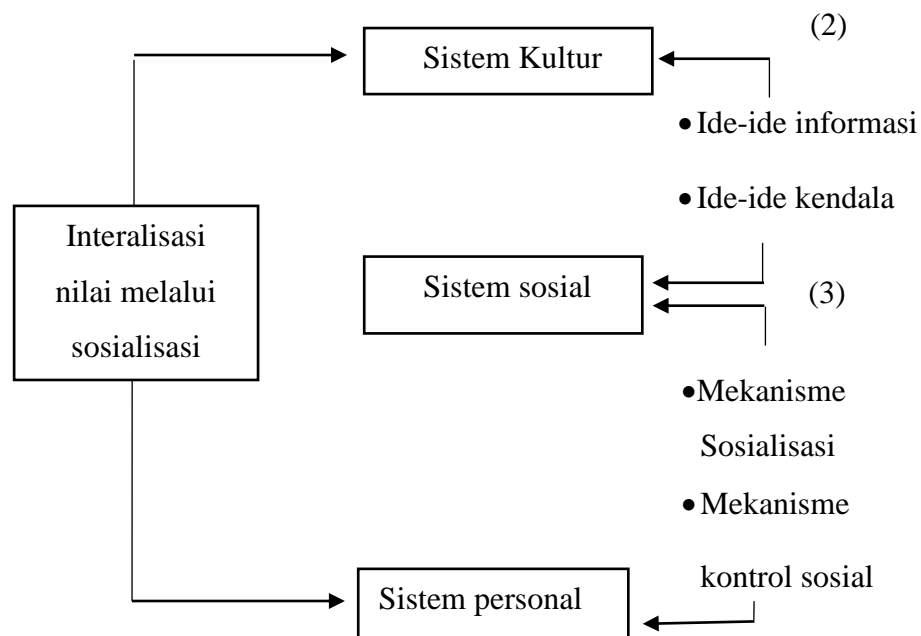 (2)
Sistem Kultur
•Ide-ide informasi
•Ide-ide kendala
Interalisasi
nilai melalui
sosialisasi
Sistem sosial
(3)
•Mekanisme
Sosialisasi
•Mekanisme
kontrol sosial
Sistem personal